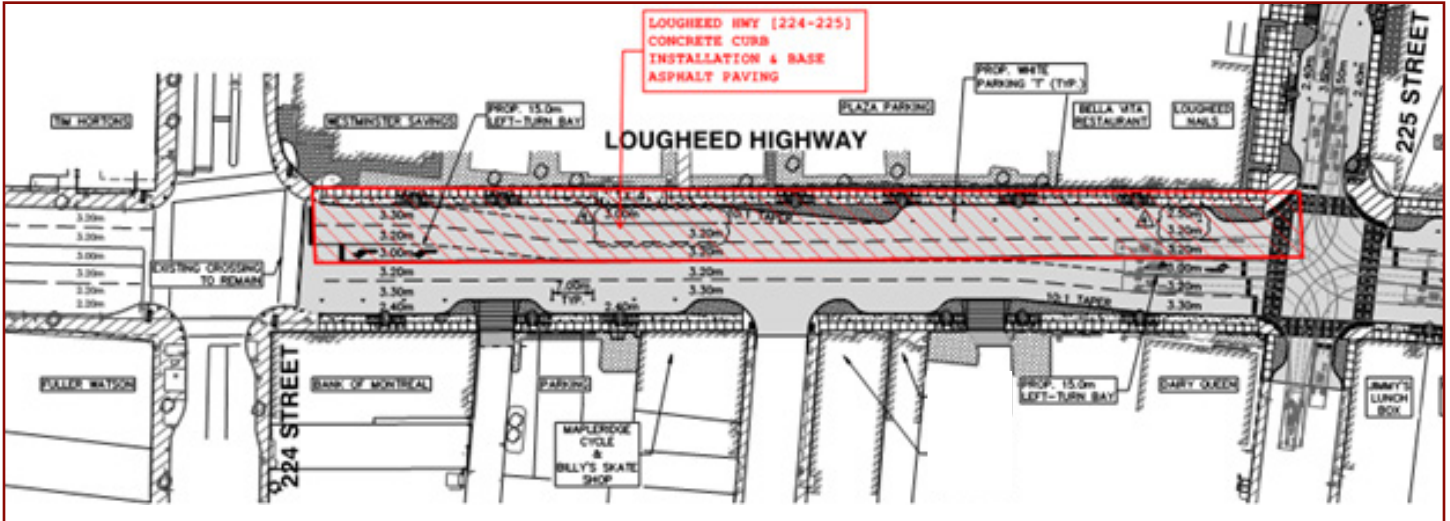 LOUGHEED HWY [224-225]
CONCRETE CURB
INSTALLATION & BASE
ASPHALT PAVING
PROP. WHITE
PARKING "T" (TYP.)
225 STREET
2.40m
2.40m
TIM HORTONS
WESTMINSTER SAVINGS
PROP. 15.0m
LEFT-TURN BAY
PLAZA PARKING
BELLA VITA
RESTAURANT
LOUGHEED
NAILS
LOUGHEED HIGHWAY
3.20m
3.20m
3.00m
3.20m
3.30m
3.20m
3.00m
3.20m
3.30m
2.40m
3.00m
10:1 TAPER
3.20m
3.20m
3.20m
3.30m
7.00m
TYP.
2.40m
3.50m
3.20m
3.20m
3.00m
3.20m
3.30m
10:1 TAPER
EXISTING CROSSING
TO REMAIN
FULLER WATSON
224 STREET
BANK OF MONTREAL
PARKING
MAPLERIDGE
CYCLE
&
BILLY'S SKATE
SHOP
PROP. 15.0m
LEFT-TURN BAY
DAIRY QUEEN
JIMMY'S
LUNCH
BOX